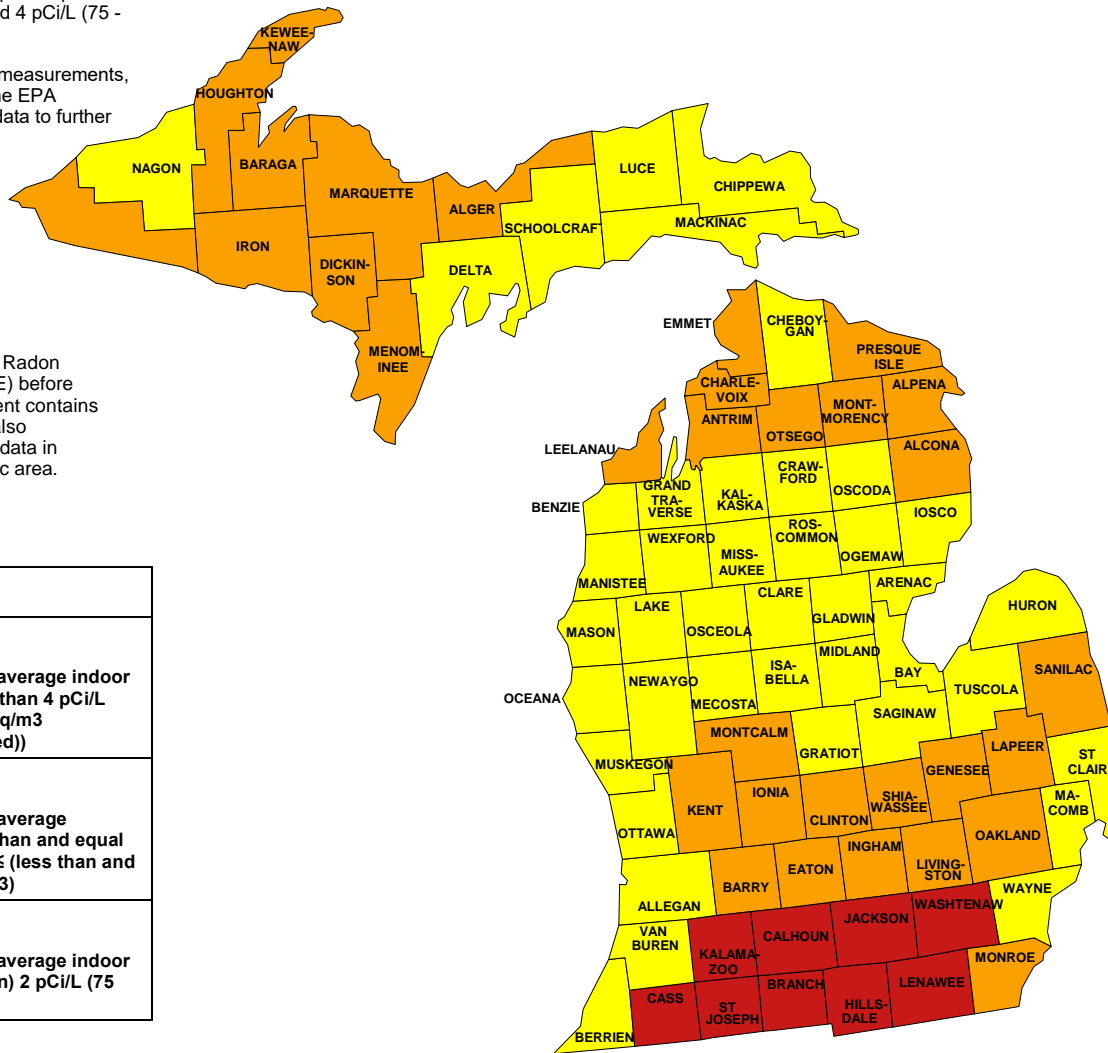 d 4 pCi/L (75 -
measurements,
he EPA
data to further
Radon
E) before
ent contains
also
data in
c area.
average indoor
than 4 pCi/L
q/m3
ed))
average
than and equal
≤ (less than and
3)
average indoor
n) 2 pCi/L (75
KEWEE-
NAW
HOUGHTON
NAGON
BARAGA
MARQUETTE
ALGER
LUCE
CHIPPEWA
SCHOOLCRAFT
MACKINAC
IRON
DICKIN-
SON
DELTA
MENOM-
INEE
EMMET
CHEBOY-
GAN
PRESQUE
ISLE
CHARLE-
VOIX
ANTRIM
OTSEGO
MONT-
MORENCY
ALPENA
LEELANAU
ALCONA
BENZIE
GRAND
TRA-
VERSE
KAL-
KASKA
CRAW-
FORD
OSCODA
IOSCO
MANISTEE
WEXFORD
MISS-
AUKEE
ROS-
COMMON
OGEMAW
ARENAC
MASON
LAKE
OSCEOLA
CLARE
GLADWIN
HURON
OCEANA
NEWAYGO
MECOSTA
ISA-
BELLA
MIDLAND
BAY
TUSCOLA
SANILAC
MUSKEGON
MONTCALM
GRATIOT
SAGINAW
GENESEE
LAPEER
ST
CLAIR
OTTAWA
KENT
IONIA
CLINTON
SHIA-
WASSEE
OAKLAND
MA-
COMB
ALLEGAN
BARRY
EATON
INGHAM
LIVING-
STON
WAYNE
VAN
BUREN
KALAMA-
ZOO
CALHOUN
JACKSON
WASHTENAW
BERRIEN
CASS
ST
JOSEPH
BRANCH
HILLS-
DALE
LENAWEE
MONROE